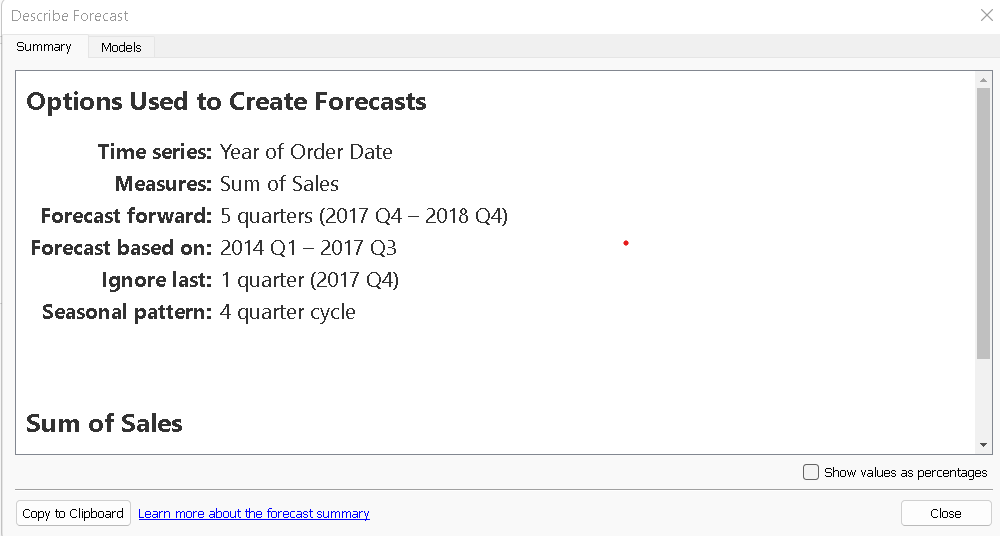 Describe Forecast
Summary Models
Options Used to Create Forecasts
Time series: Year of Order Date
Measures: Sum of Sales
Forecast forward: 5 quarters (2017 Q4 – 2018 Q4)
Forecast based on: 2014 Q1 – 2017 Q3
Ignore last: 1 quarter (2017 Q4)
Seasonal pattern: 4 quarter cycle
Sum of Sales
Show values as percentages
Copy to Clipboard Learn more about the forecast summary Close